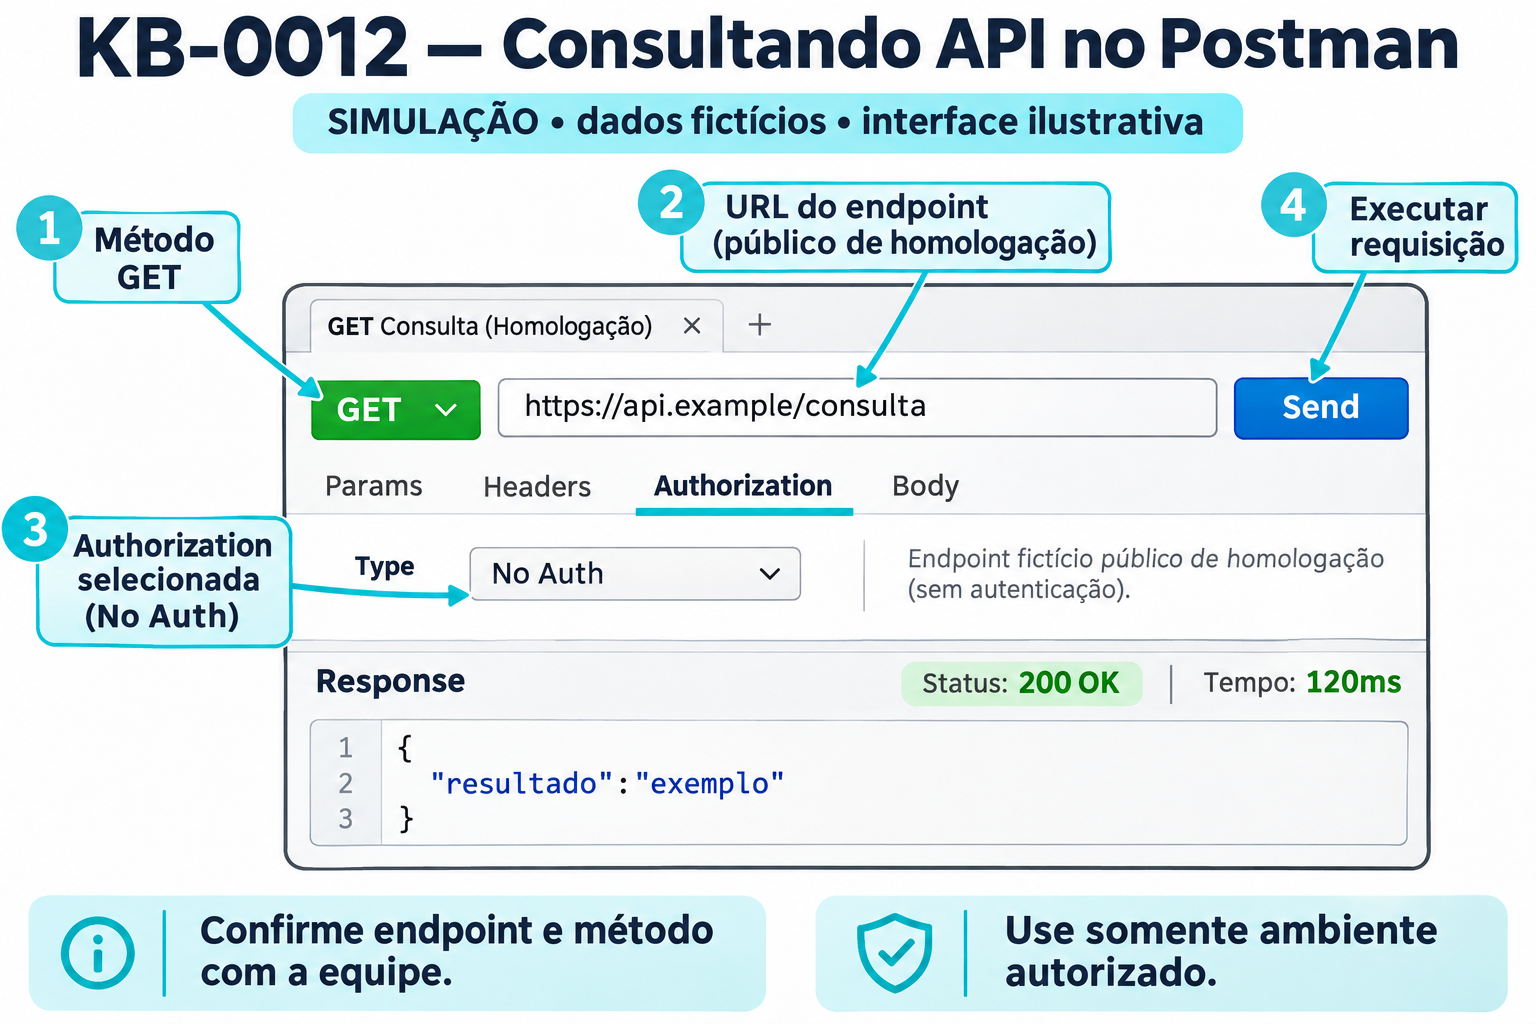 KB-0012 — Consultando API no Postman
SIMULAÇÃO • dados fictícios • interface ilustrativa
1
Método
GET
2
URL do endpoint
(público de homologação)
4
Executar
requisição
GET Consulta (Homologação) × +
GET
https://api.example/consulta
Send
Params Headers Authorization Body
3
Authorization
selecionada
(No Auth)
Type
No Auth
Endpoint fictício público de homologação
(sem autenticação).
Response
Status: 200 OK
Tempo: 120ms
1 {
2 "resultado":"exemplo"
3 }
Confirme endpoint e método
com a equipe.
Use somente ambiente
autorizado.